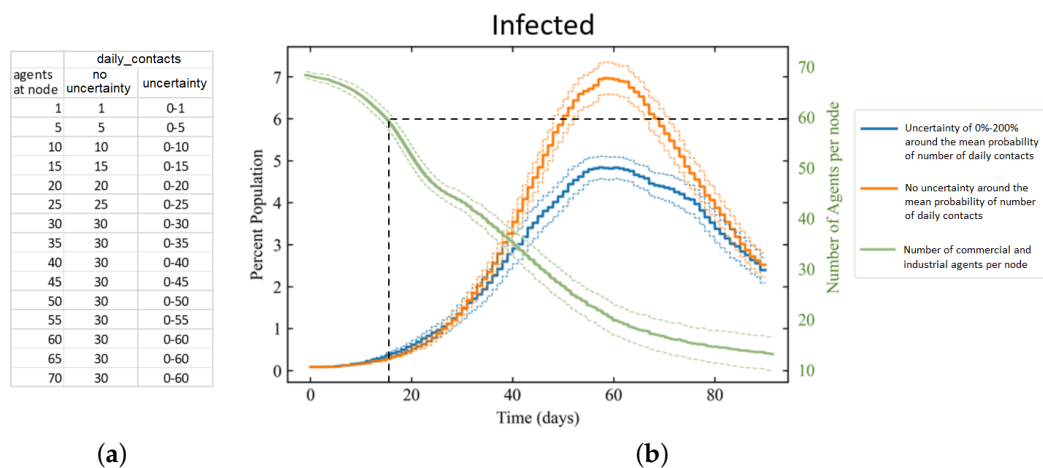 Infected
daily_contacts
agents at node
no uncertainty
uncertainty
1 1 0-1
5 5 0-5
10 10 0-10
15 15 0-15
20 20 0-20
25 25 0-25
30 30 0-30
35 30 0-35
40 30 0-40
45 30 0-45
50 30 0-50
55 30 0-55
60 30 0-60
65 30 0-60
70 30 0-60
(a)
Percent Population
7
6
5
4
3
2
1
0
0 20 40 60 80
Time (days)
70
60
50
40
30
20
10
Number of Agents per node
(b)
Uncertainty of 0%-200%
around the mean probability
of number of daily contacts
No uncertainty around the
mean probability of number
of daily contacts
Number of commercial and
industrial agents per node